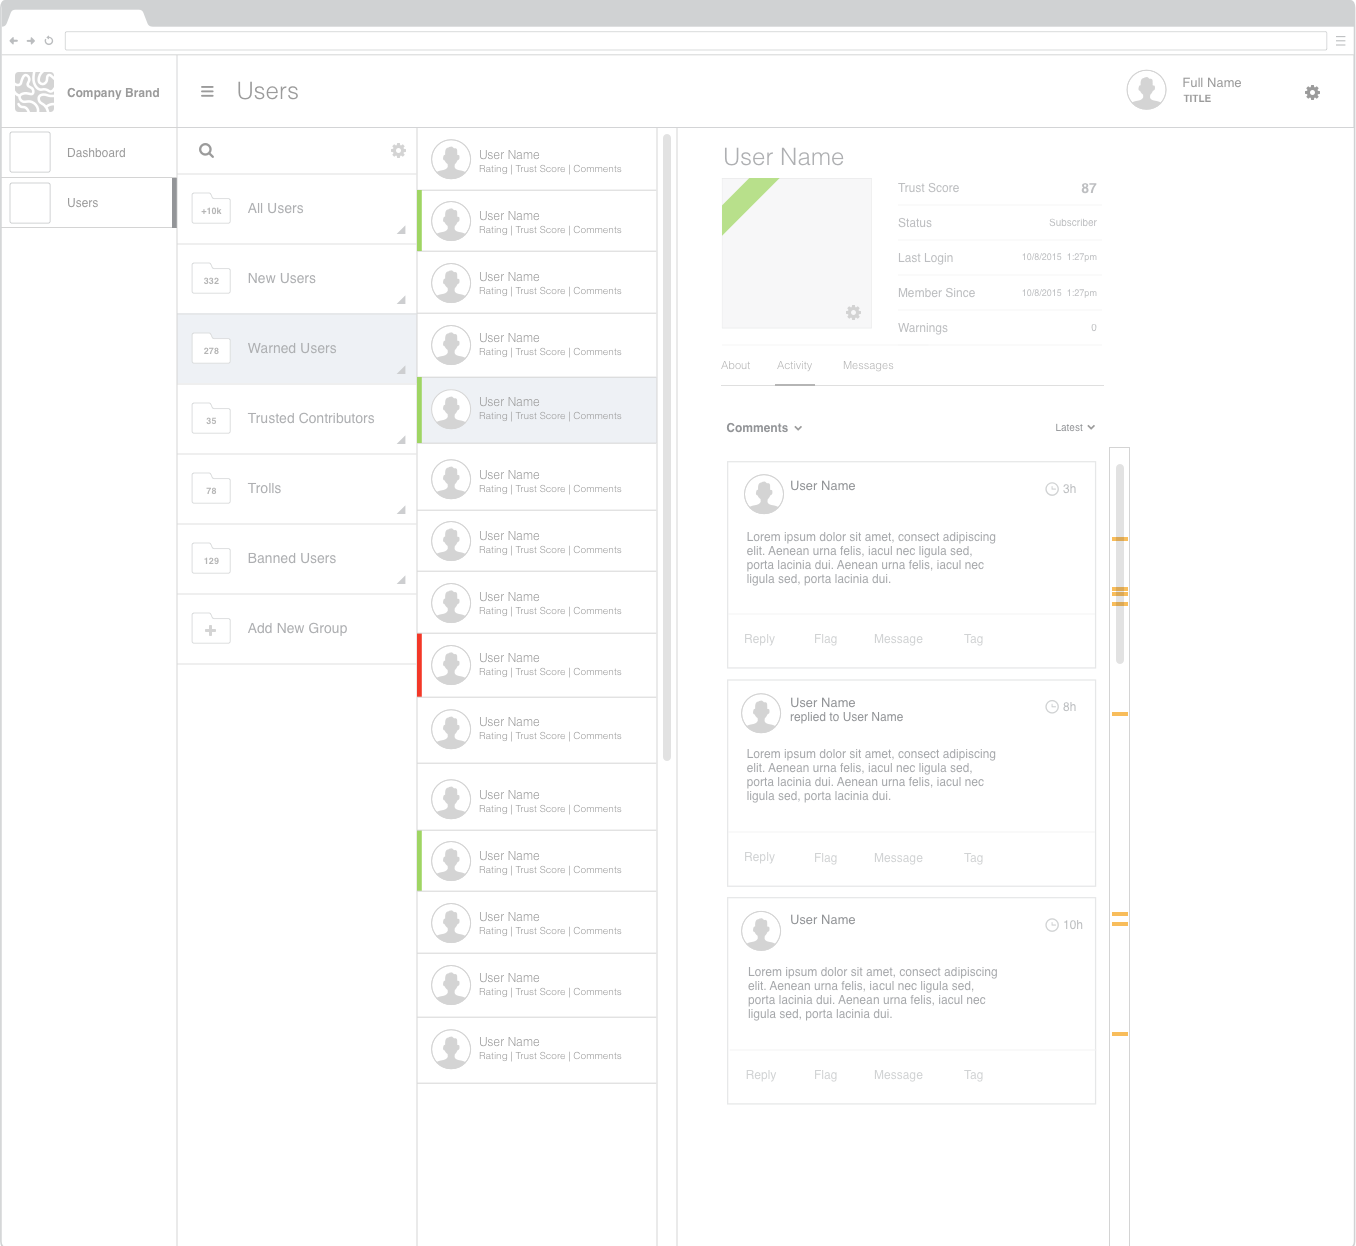 Company Brand
Users
Full Name
TITLE
Dashboard
Users
+10k
All Users
332
New Users
278
Warned Users
35
Trusted Contributors
78
Trolls
129
Banned Users
Add New Group
User Name
Rating | Trust Score | Comments
User Name
Rating | Trust Score | Comments
User Name
Rating | Trust Score | Comments
User Name
Rating | Trust Score | Comments
User Name
Rating | Trust Score | Comments
User Name
Rating | Trust Score | Comments
User Name
Rating | Trust Score | Comments
User Name
Rating | Trust Score | Comments
User Name
Rating | Trust Score | Comments
User Name
Rating | Trust Score | Comments
User Name
Rating | Trust Score | Comments
User Name
Rating | Trust Score | Comments
User Name
Rating | Trust Score | Comments
User Name
Rating | Trust Score | Comments
User Name
Rating | Trust Score | Comments
User Name
Trust Score 87
Status Subscriber
Last Login 10/8/2015 1:27pm
Member Since 10/8/2015 1:27pm
Warnings 0
About Activity Messages
Comments Latest
User Name 3h
Lorem ipsum dolor sit amet, consect adipiscing
elit. Aenean urna felis, iacul nec ligula sed,
porta lacinia dui. Aenean urna felis, iacul nec
ligula sed, porta lacinia dui.
Reply Flag Message Tag
User Name 8h
replied to User Name
Lorem ipsum dolor sit amet, consect adipiscing
elit. Aenean urna felis, iacul nec ligula sed,
porta lacinia dui. Aenean urna felis, iacul nec
ligula sed, porta lacinia dui.
Reply Flag Message Tag
User Name 10h
Lorem ipsum dolor sit amet, consect adipiscing
elit. Aenean urna felis, iacul nec ligula sed,
porta lacinia dui. Aenean urna felis, iacul nec
ligula sed, porta lacinia dui.
Reply Flag Message Tag